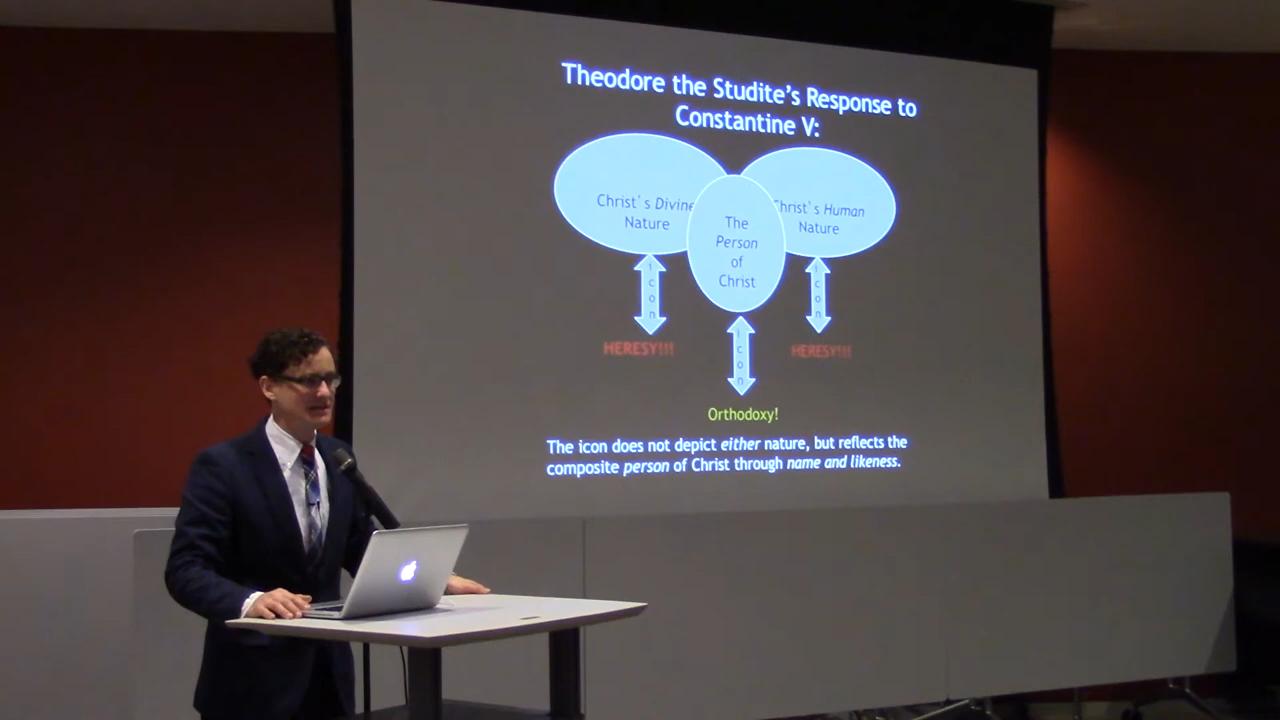 Theodore the Studite's Response to
Constantine V:
Christ's Divine
Nature
The
Person
of
Christ
Christ's Human
Nature
Icon
Icon
HERESY!!!
HERESY!!!
Icon
Orthodoxy!
The icon does not depict either nature, but reflects the
composite person of Christ through name and likeness.